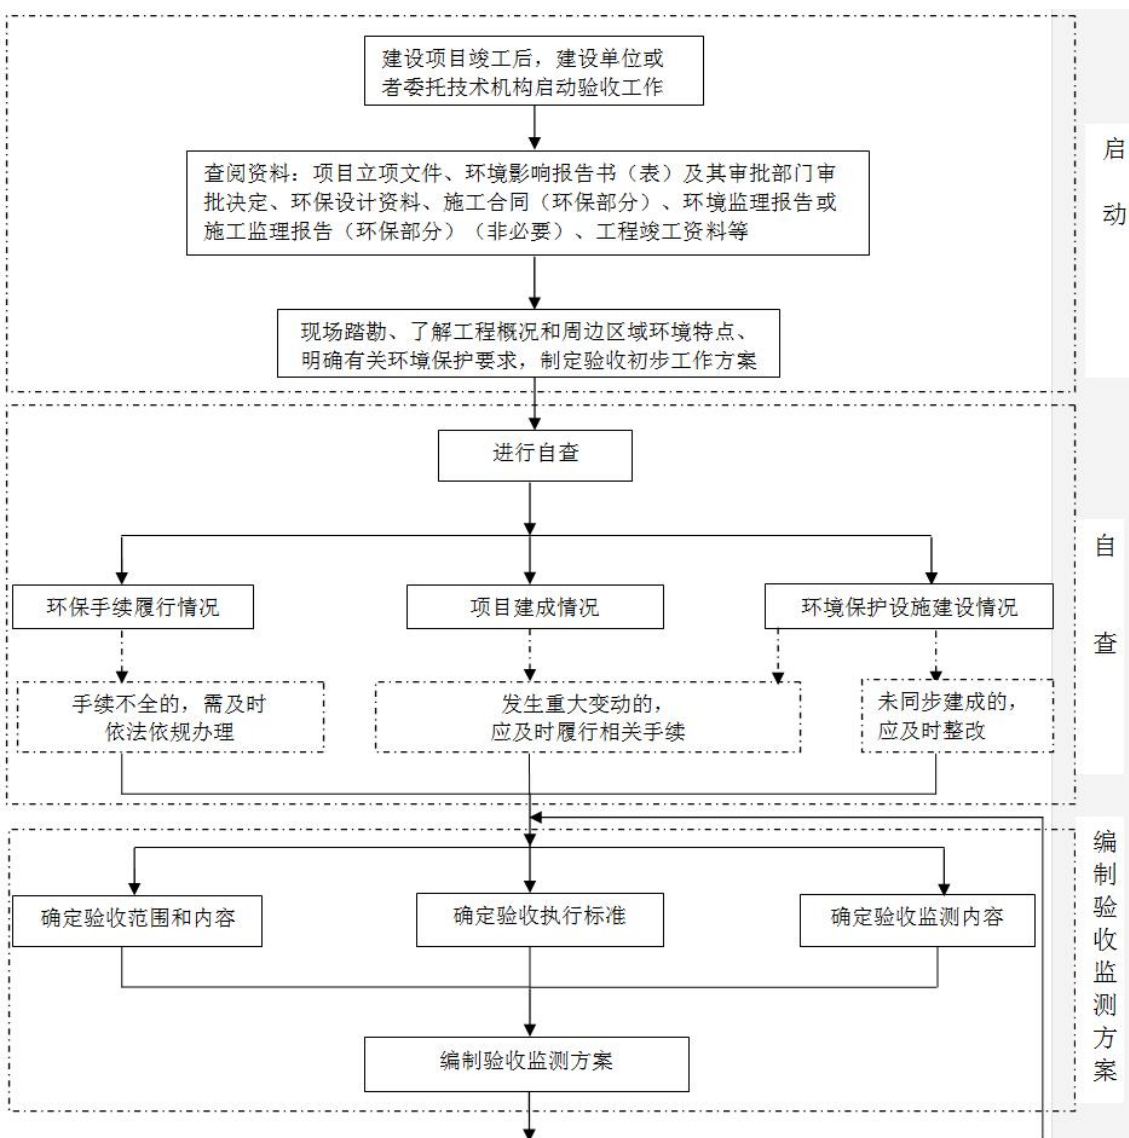 建设项目竣工后，建设单位或
者委托技术机构启动验收工作
查阅资料：项目立项文件、环境影响报告书（表）及其审批部门审
批决定、环保设计资料、施工合同（环保部分）、环境监理报告或
施工监理报告（环保部分）（非必要）、工程竣工资料等
现场踏勘、了解工程概况和周边区域环境特点、
明确有关环境保护要求，制定验收初步工作方案
启
动
进行自查
环保手续履行情况
项目建成情况
环境保护设施建设情况
手续不全的，需及时
依法依规办理
发生重大变动的，
应及时履行相关手续
未同步建成的，
应及时整改
自
查
确定验收范围和内容
确定验收执行标准
确定验收监测内容
编制验收监测方案
编
制
验
收
监
测
方
案